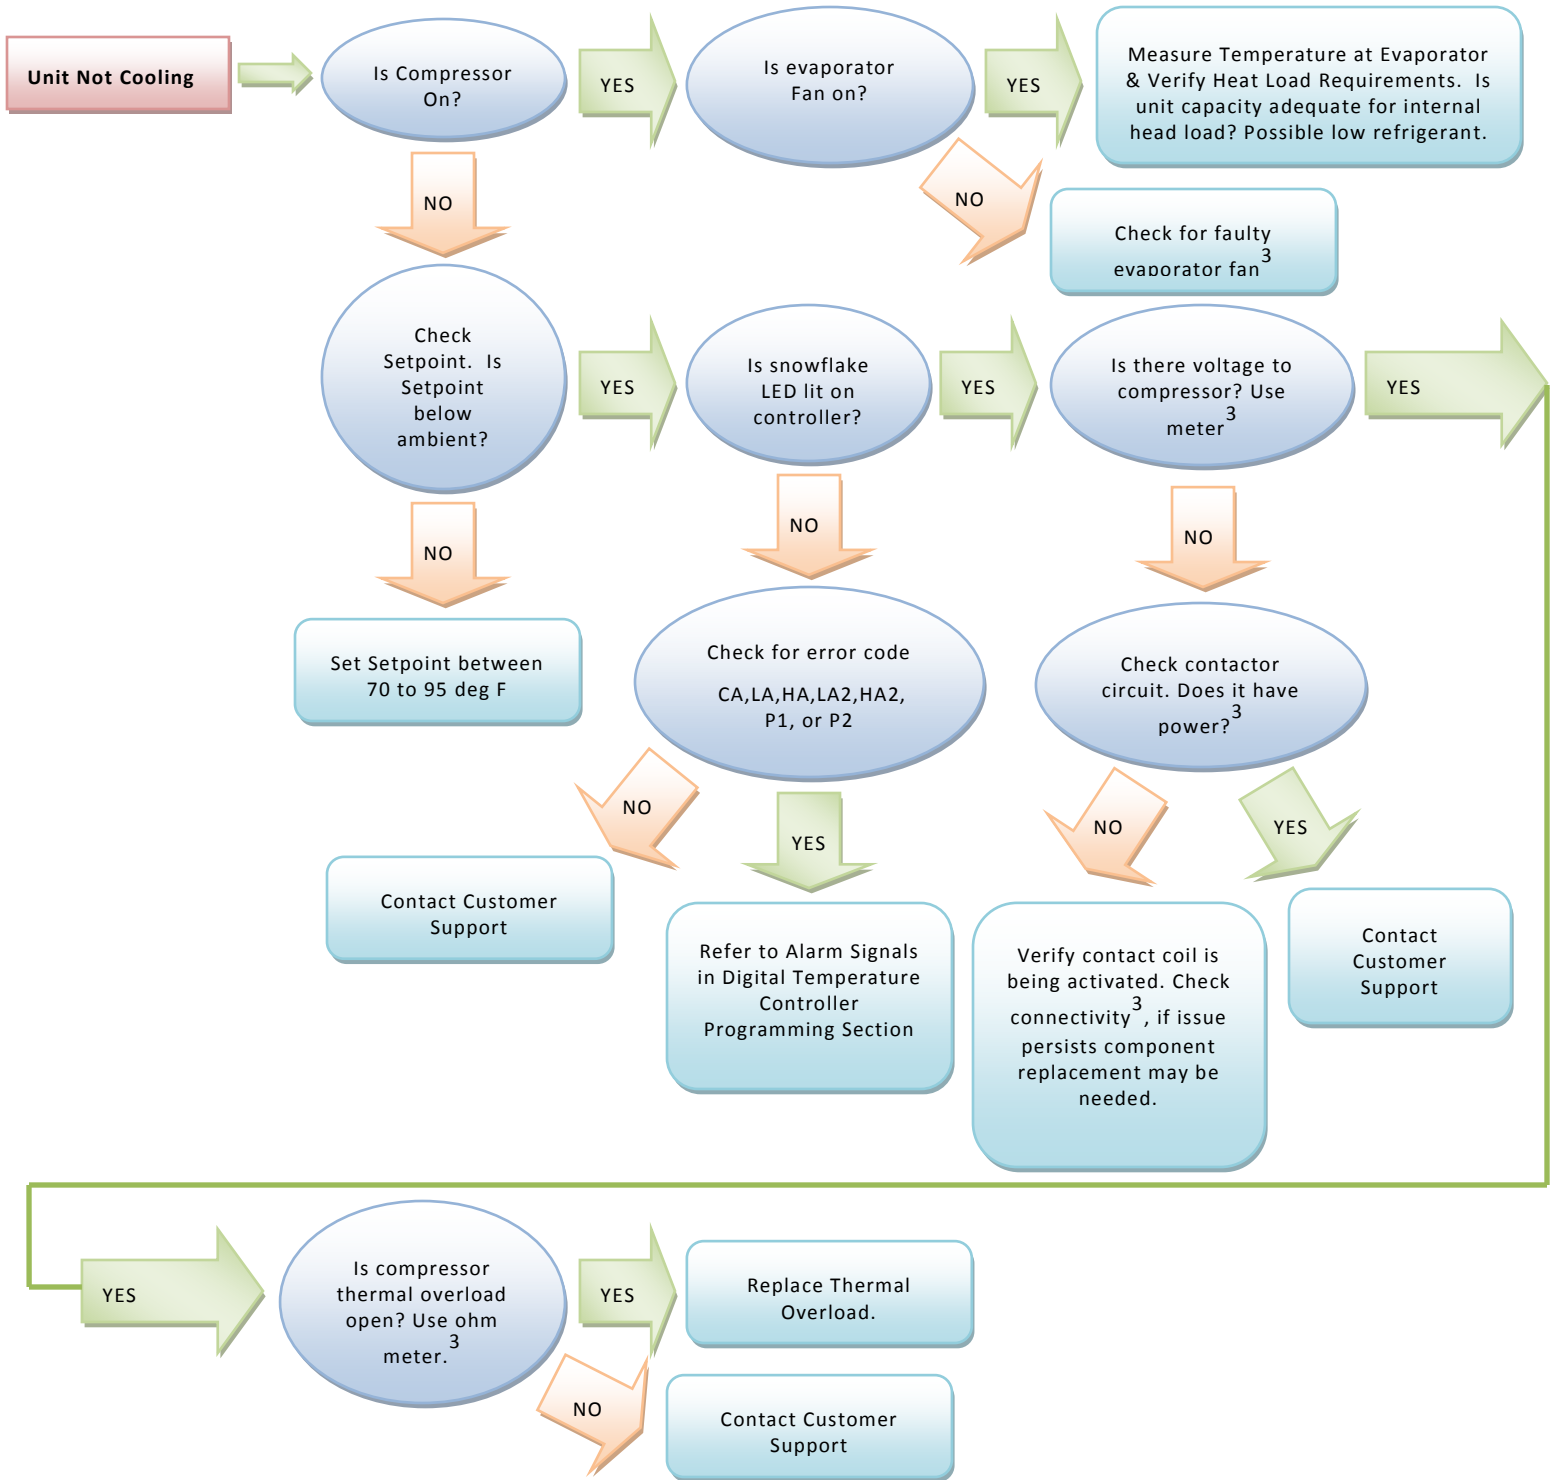 Unit Not Cooling
Is Compressor
On?
YES
Is evaporator
Fan on?
YES
Measure Temperature at Evaporator
& Verify Heat Load Requirements.  Is
unit capacity adequate for internal
head load? Possible low refrigerant.
NO
NO
Check for faulty
evaporator fan3
Check
Setpoint.  Is
Setpoint
below
ambient?
YES
Is snowflake
LED lit on
controller?
YES
Is there voltage to
compressor? Use
meter3
YES
NO
NO
NO
Set Setpoint between
70 to 95 deg F
Check for error code
CA,LA,HA,LA2,HA2,
P1, or P2
Check contactor
circuit. Does it have
power?3
NO
YES
NO
YES
Contact Customer
Support
Refer to Alarm Signals
in Digital Temperature
Controller
Programming Section
Verify contact coil is
being activated. Check
connectivity3, if issue
persists component
replacement may be
needed.
Contact
Customer
Support
YES
Is compressor
thermal overload
open? Use ohm
meter.3
YES
Replace Thermal
Overload.
NO
Contact Customer
Support